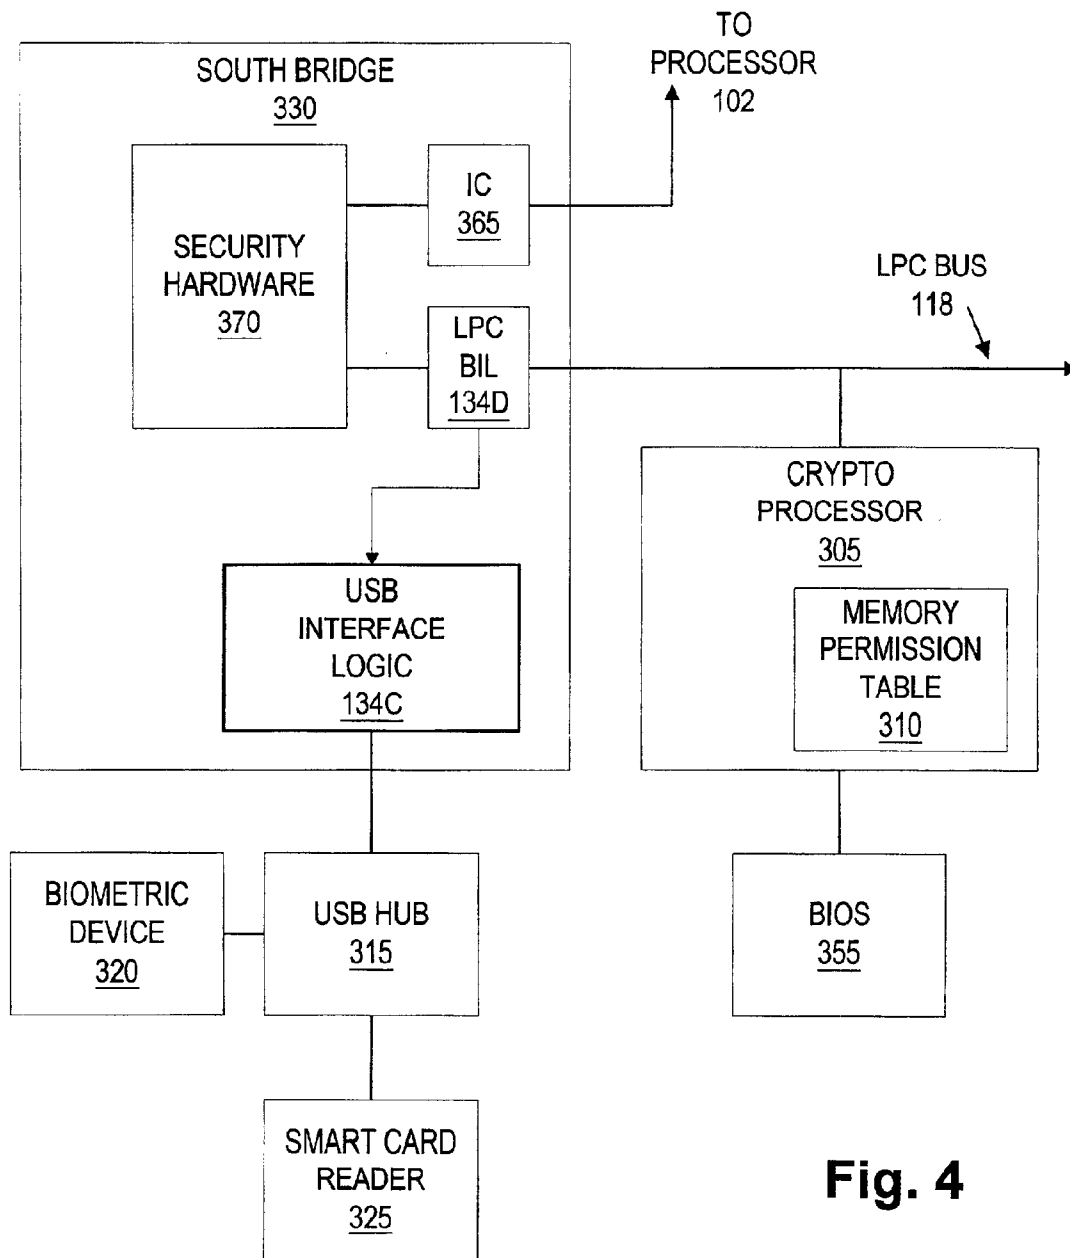 TO
PROCESSOR
102
SOUTH BRIDGE
330
IC
365
SECURITY
HARDWARE
370
LPC BUS
118
LPC
BIL
134D
CRYPTO
PROCESSOR
305
USB
INTERFACE
LOGIC
134C
MEMORY
PERMISSION
TABLE
310
BIOMETRIC
DEVICE
320
USB HUB
315
BIOS
355
SMART CARD
READER
325
Fig. 4